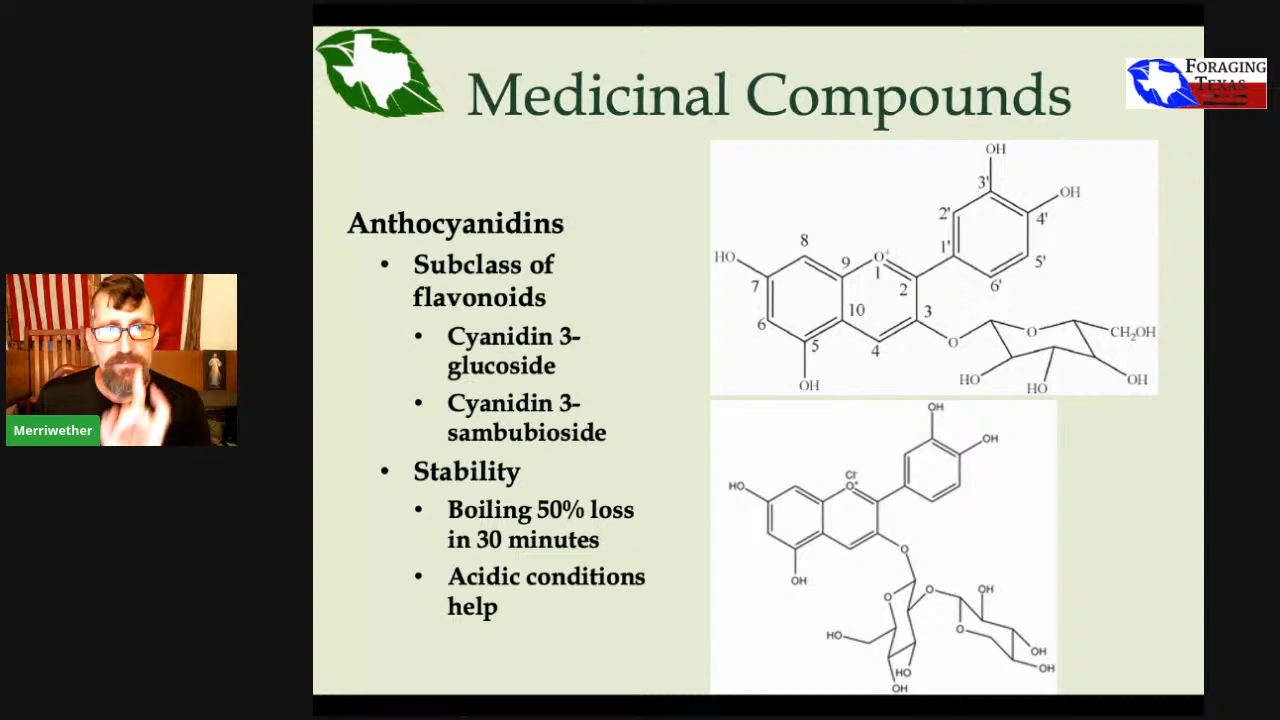 Medicinal Compounds
FORAGING
TEXAS
Anthocyanidins
• Subclass of
flavonoids
• Cyanidin 3-
glucoside
• Cyanidin 3-
sambubioside
• Stability
• Boiling 50% loss
in 30 minutes
• Acidic conditions
help
OH
3'
OH
2'
4'
8
1'
5'
HO
9
O+
1
6'
7
2
10
3
6
O
CH2OH
5
4
O
HO
OH
OH
HO
OH
OH
Cl-
HO
O+
OH
O
O
OH
O
O
HO
OH
HO
OH
OH
Merriwether